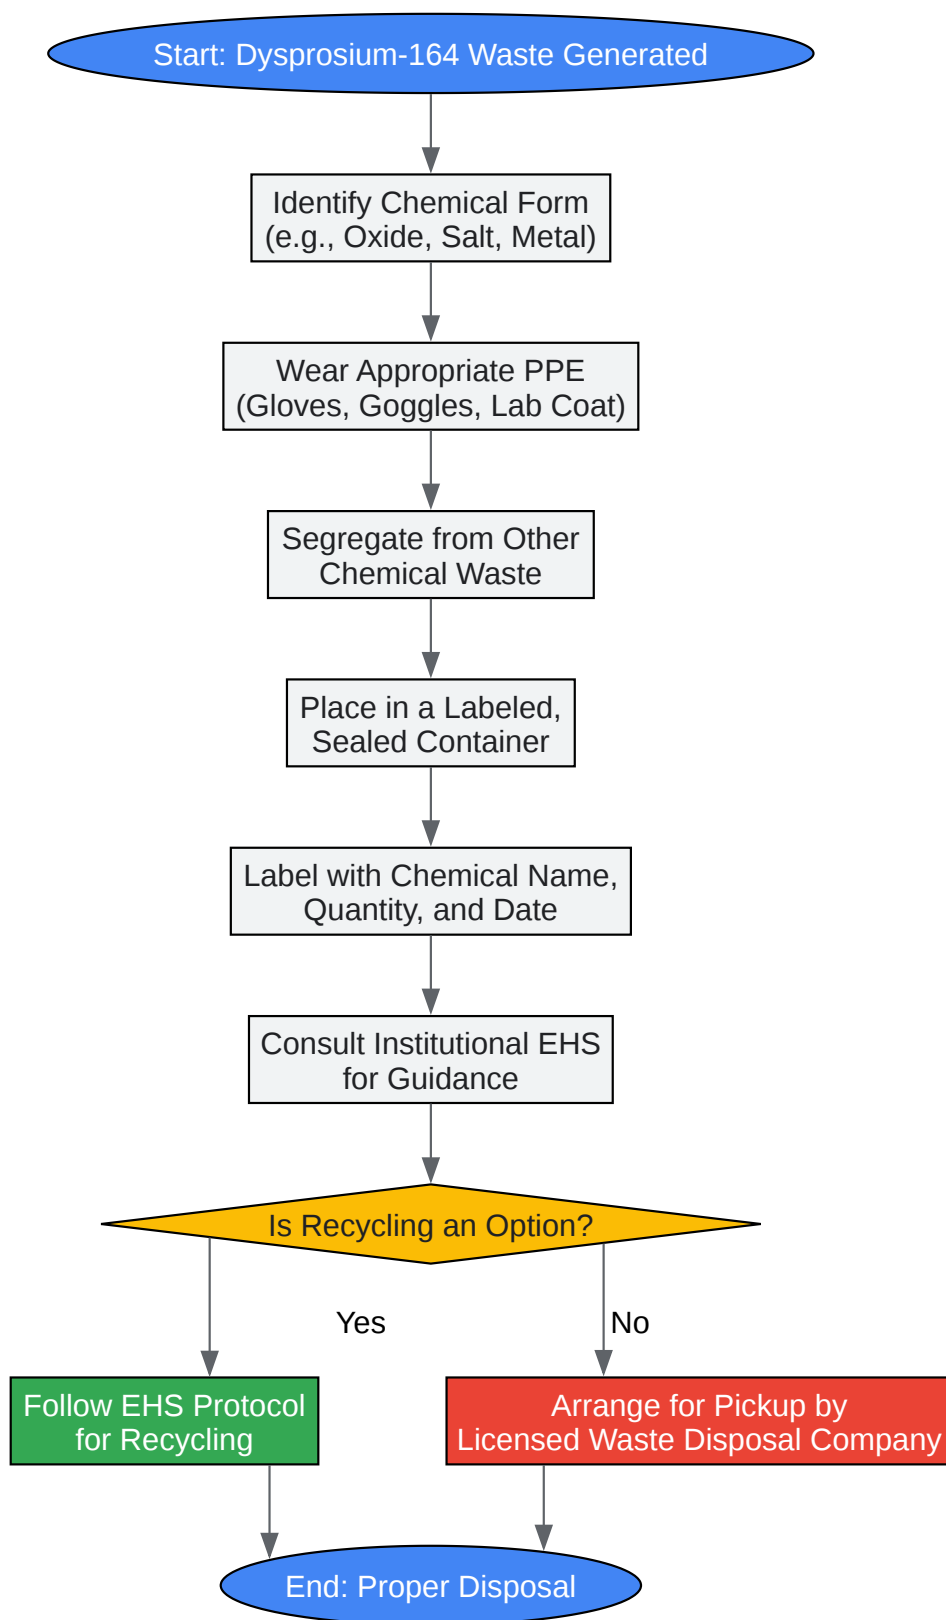 Start: Dysprosium-164 Waste Generated
Identify Chemical Form
(e.g., Oxide, Salt, Metal)
Wear Appropriate PPE
(Gloves, Goggles, Lab Coat)
Segregate from Other
Chemical Waste
Place in a Labeled,
Sealed Container
Label with Chemical Name,
Quantity, and Date
Consult Institutional EHS
for Guidance
Is Recycling an Option?
Yes
No
Follow EHS Protocol
for Recycling
Arrange for Pickup by
Licensed Waste Disposal Company
End: Proper Disposal